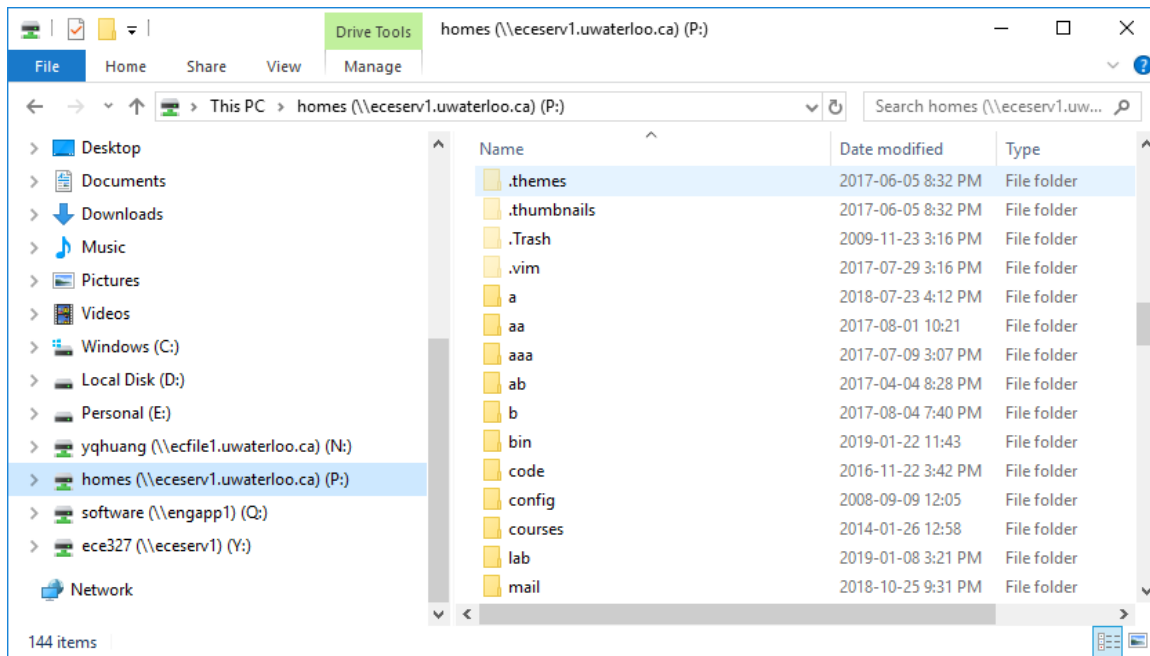 Drive Tools homes (\\eceserv1.uwaterloo.ca) (P:)
File Home Share View Manage
This PC > homes (\\eceserv1.uwaterloo.ca) (P:) Search homes (\\eceserv1.uw...
Desktop
Documents
Downloads
Music
Pictures
Videos
Windows (C:)
Local Disk (D:)
Personal (E:)
yqhuang (\\ecfile1.uwaterloo.ca) (N:)
homes (\\eceserv1.uwaterloo.ca) (P:)
software (\\engapp1) (Q:)
ece327 (\\eceserv1) (Y:)
Network
Name Date modified Type
.themes 2017-06-05 8:32 PM File folder
.thumbnails 2017-06-05 8:32 PM File folder
.Trash 2009-11-23 3:16 PM File folder
.vim 2017-07-29 3:16 PM File folder
a 2018-07-23 4:12 PM File folder
aa 2017-08-01 10:21 File folder
aaa 2017-07-09 3:07 PM File folder
ab 2017-04-04 8:28 PM File folder
b 2017-08-04 7:40 PM File folder
bin 2019-01-22 11:43 File folder
code 2016-11-22 3:42 PM File folder
config 2008-09-09 12:05 File folder
courses 2014-01-26 12:58 File folder
lab 2019-01-08 3:21 PM File folder
mail 2018-10-25 9:31 PM File folder
144 items